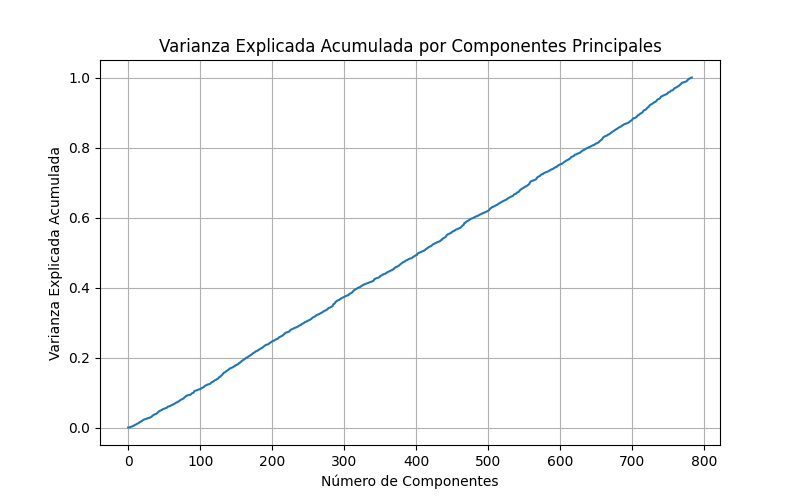 Varianza Explicada Acumulada por Componentes Principales
1.0
0.8
0.6
0.4
0.2
0.0
Varianza Explicada Acumulada
0 100 200 300 400 500 600 700 800
Número de Componentes